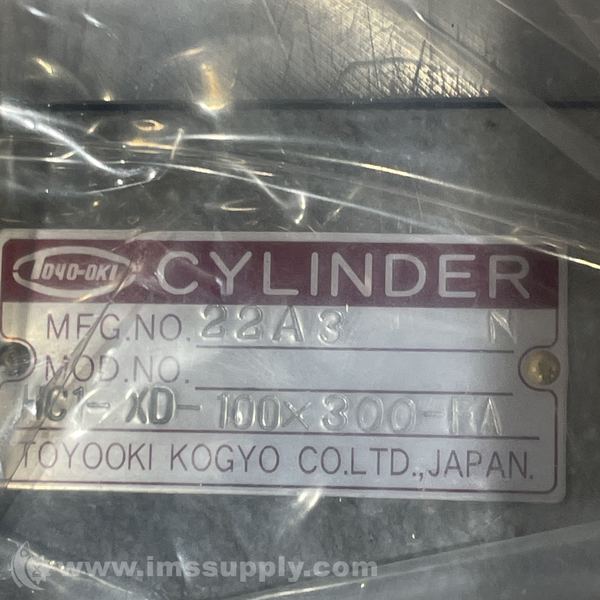 TOYO-OKI CYLINDER
MFG.NO. 22A3 N
MOD.NO.
HC1-XD-100×300-FA
TOYOOKI KOGYO CO.LTD.,JAPAN.
www.imssupply.com